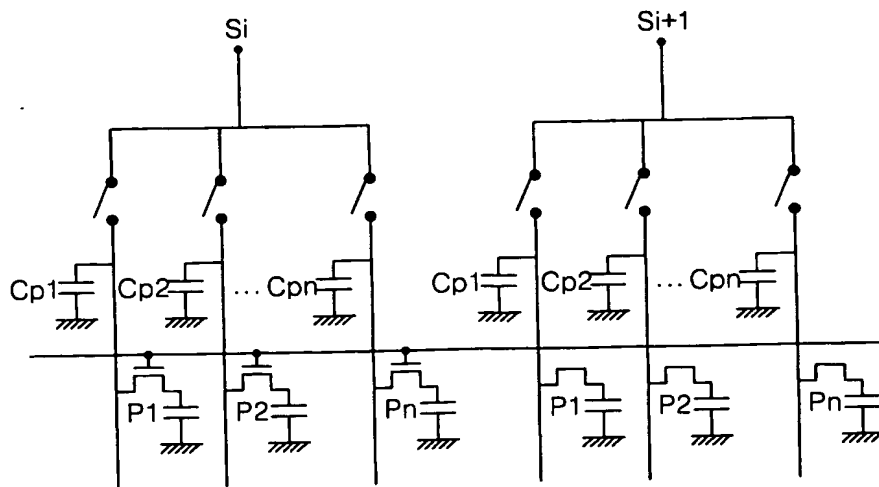 Si Si+1
Cp1 Cp2 ... Cpn Cp1 Cp2 ... Cpn
P1 P2 Pn P1 P2 Pn